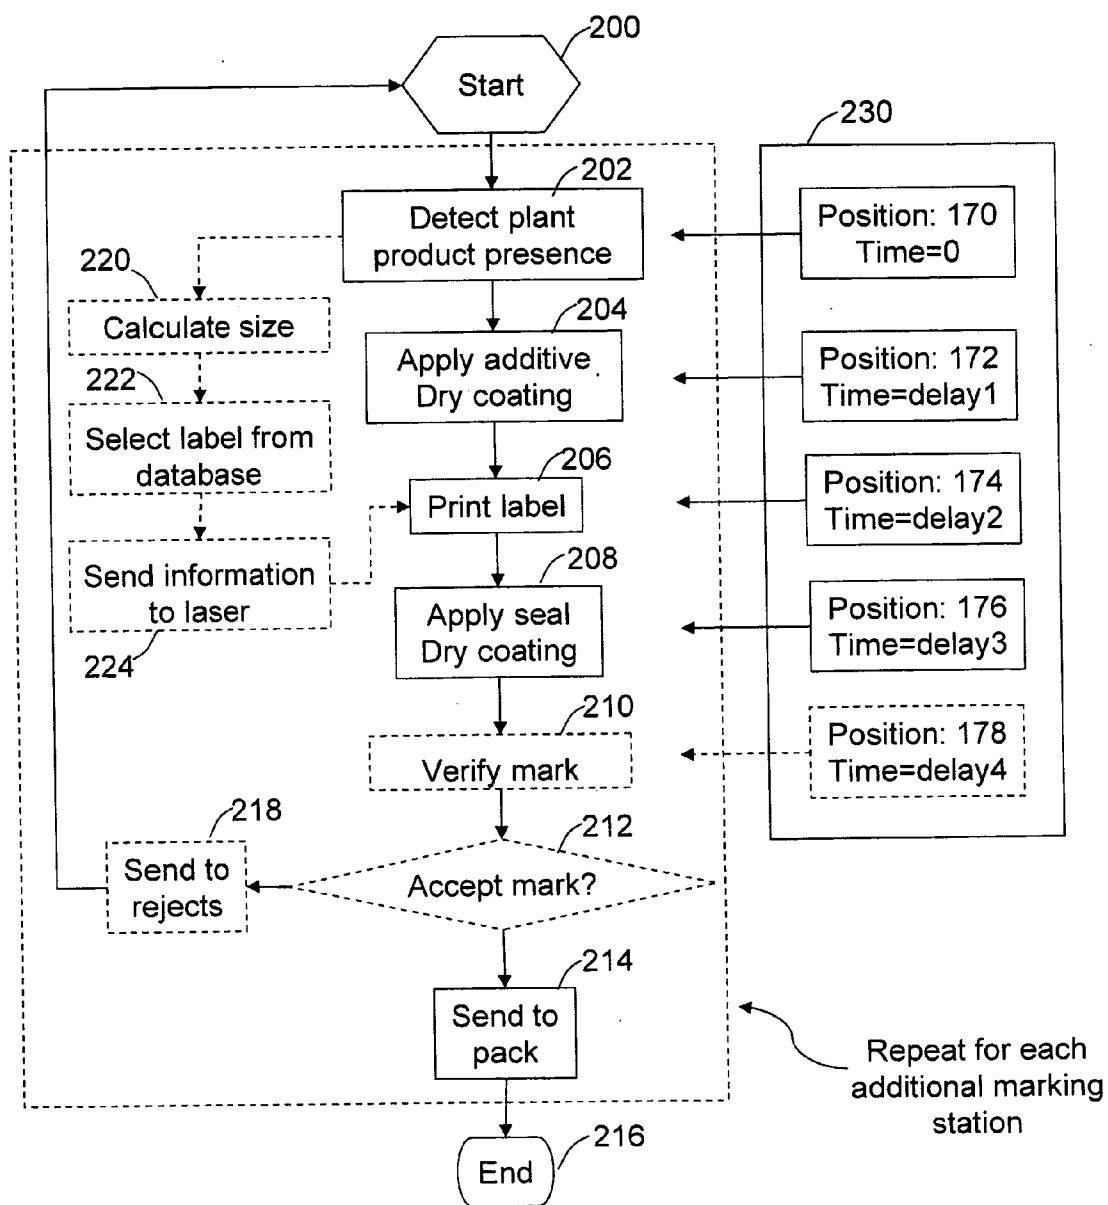 200
Start
230
202
Detect plant
product presence
Position: 170
Time=0
220
Calculate size
204
Apply additive
Dry coating
Position: 172
Time=delay1
222
Select label from
database
206
Print label
Position: 174
Time=delay2
Send information
to laser
224
208
Apply seal
Dry coating
Position: 176
Time=delay3
210
Verify mark
Position: 178
Time=delay4
218
Send to
rejects
212
Accept mark?
214
Send to
pack
Repeat for each
additional marking
station
216
End